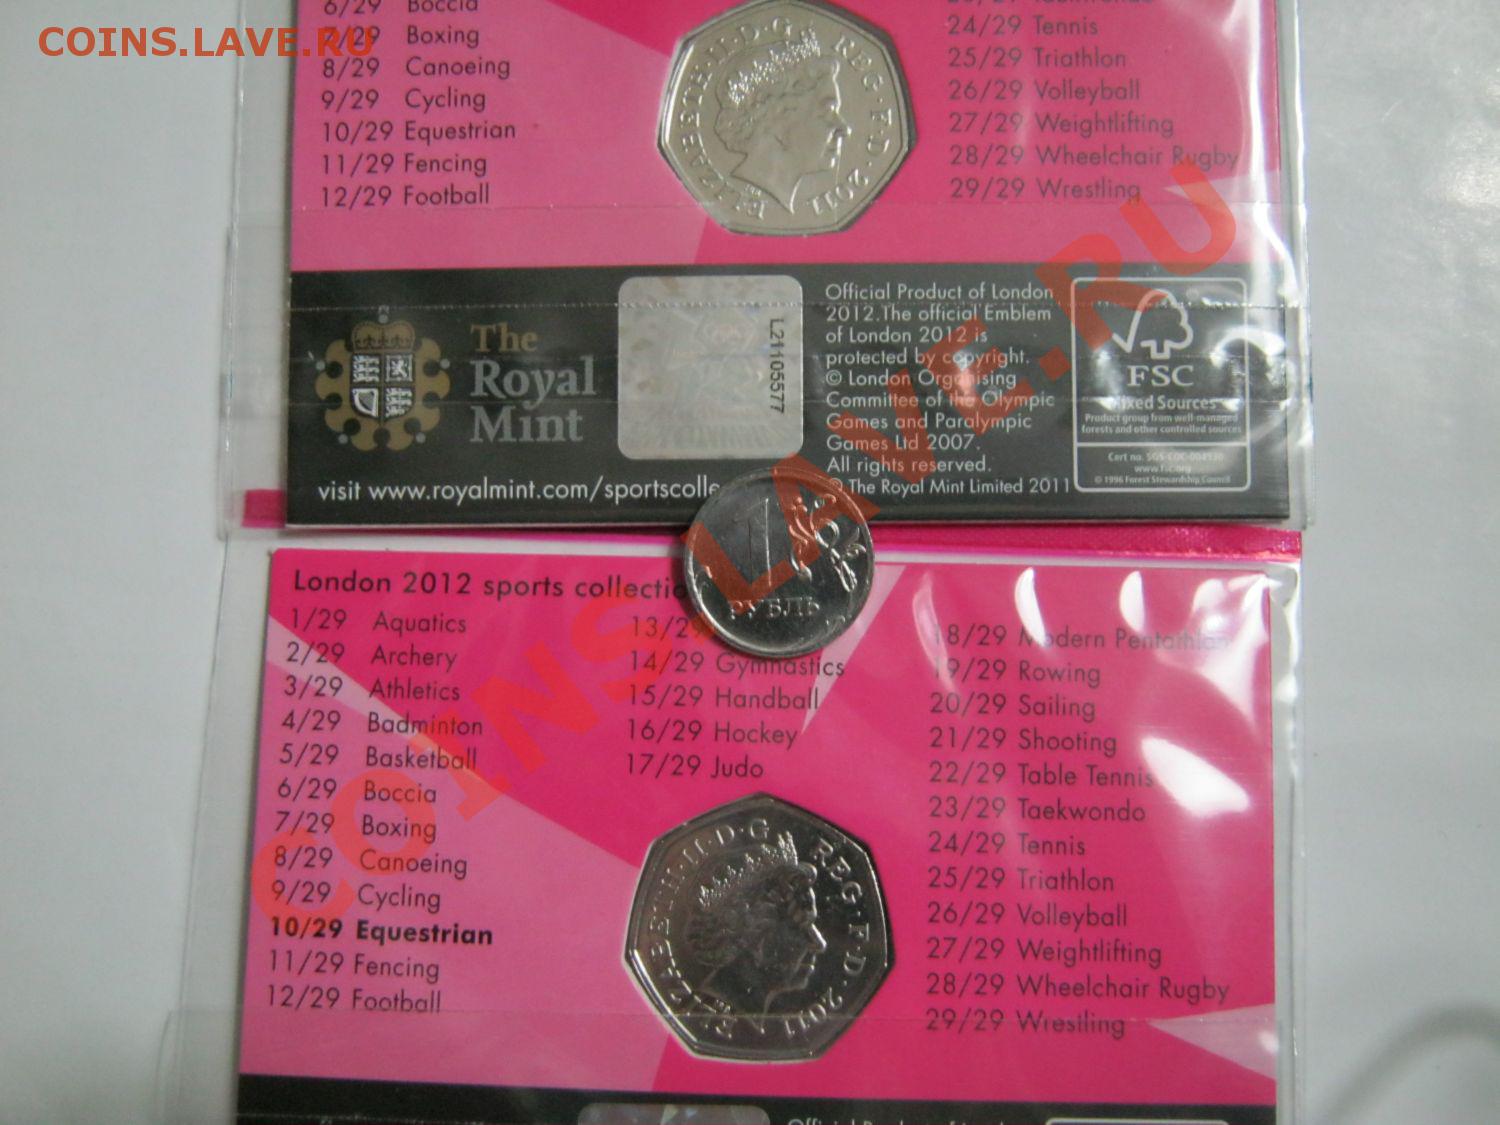 COINS.LAVE.RU
6/29 Boccia
7/29 Boxing
8/29 Canoeing
9/29 Cycling
10/29 Equestrian
11/29 Fencing
12/29 Football
ELIZABETH·II·D·G REG·F·D·2011
24/29 Tennis
25/29 Triathlon
26/29 Volleyball
27/29 Weightlifting
28/29 Wheelchair Rugby
29/29 Wrestling
The
Royal
Mint
visit www.royalmint.com/sportscolle
L21105577
Official Product of London
2012.The official Emblem
of London 2012 is
protected by copyright.
© London Organising
Committee of the Olympic
Games and Paralympic
Games Ltd 2007.
All rights reserved.
© The Royal Mint Limited 2011
FSC
Mixed Sources
Product group from well-managed
forests and other controlled sources
Cert no.
www.fsc.org
© 1996 Forest Stewardship Council
1
РУБЛЬ
London 2012 sports collectio
1/29 Aquatics
2/29 Archery
3/29 Athletics
4/29 Badminton
5/29 Basketball
6/29 Boccia
7/29 Boxing
8/29 Canoeing
9/29 Cycling
10/29 Equestrian
11/29 Fencing
12/29 Football
13/29
14/29 Gymnastics
15/29 Handball
16/29 Hockey
17/29 Judo
18/29 Modern Pentathlon
19/29 Rowing
20/29 Sailing
21/29 Shooting
22/29 Table Tennis
23/29 Taekwondo
24/29 Tennis
25/29 Triathlon
26/29 Volleyball
27/29 Weightlifting
28/29 Wheelchair Rugby
29/29 Wrestling
ELIZABETH·II·D·G REG·F·D·2011
COINS.LAVE.RU